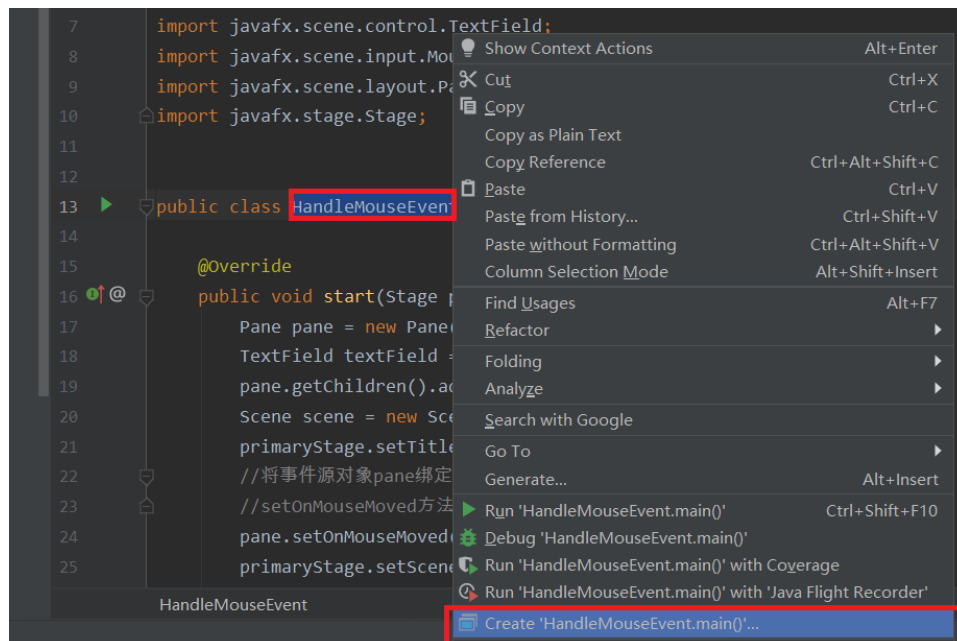 7 import javafx.scene.control.TextField;
8 import javafx.scene.input.Mou
9 import javafx.scene.layout.Pa
10 import javafx.stage.Stage;
11
12
13 public class HandleMouseEvent
14
15 @Override
16 @ public void start(Stage p
17 Pane pane = new Pane(
18 TextField textField =
19 pane.getChildren().ad
20 Scene scene = new Sce
21 primaryStage.setTitle
22 //将事件源对象pane绑定
23 //setOnMouseMoved方法
24 pane.setOnMouseMoved(
25 primaryStage.setScene
HandleMouseEvent
Show Context Actions Alt+Enter
Cut Ctrl+X
Copy Ctrl+C
Copy as Plain Text
Copy Reference Ctrl+Alt+Shift+C
Paste Ctrl+V
Paste from History... Ctrl+Shift+V
Paste without Formatting Ctrl+Alt+Shift+V
Column Selection Mode Alt+Shift+Insert
Find Usages Alt+F7
Refactor
Folding
Analyze
Search with Google
Go To
Generate... Alt+Insert
Run 'HandleMouseEvent.main()' Ctrl+Shift+F10
Debug 'HandleMouseEvent.main()'
Run 'HandleMouseEvent.main()' with Coverage
Run 'HandleMouseEvent.main()' with 'Java Flight Recorder'
Create 'HandleMouseEvent.main()'...